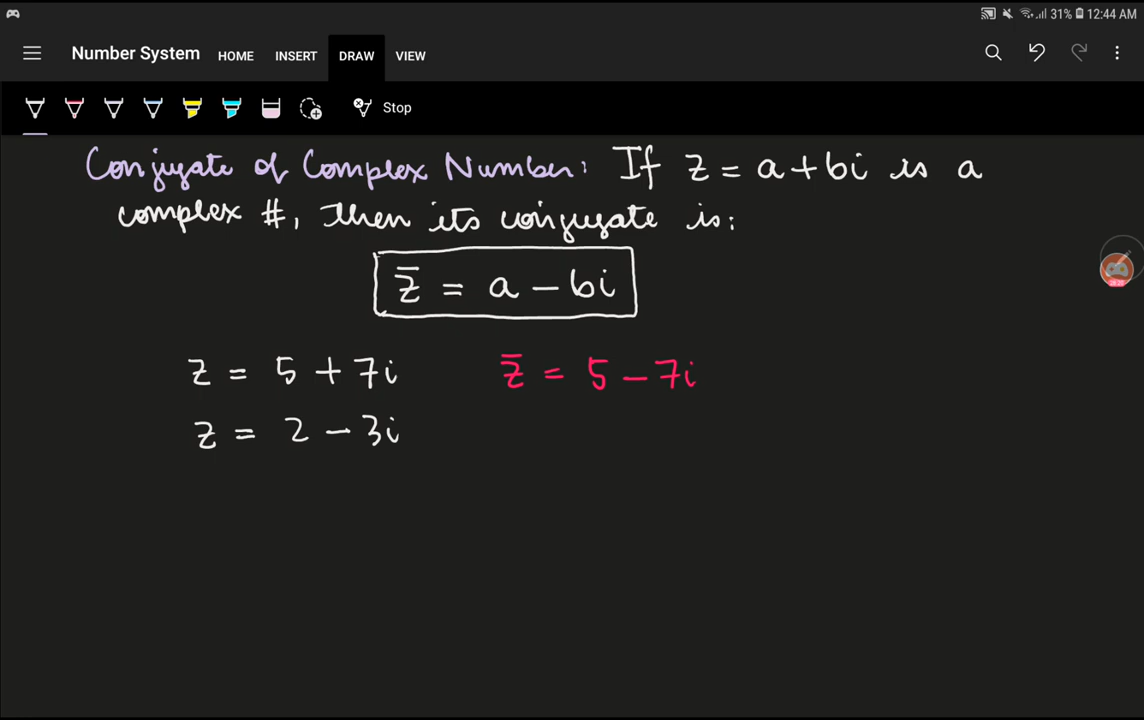 31% 12:44 AM
Number System HOME INSERT DRAW VIEW
Stop
Conjugate of Complex Number: If z = a + bi is a
complex #, then its conjugate is:
z̄ = a − bi
z = 5 + 7i z̄ = 5 − 7i
z = 2 − 3i